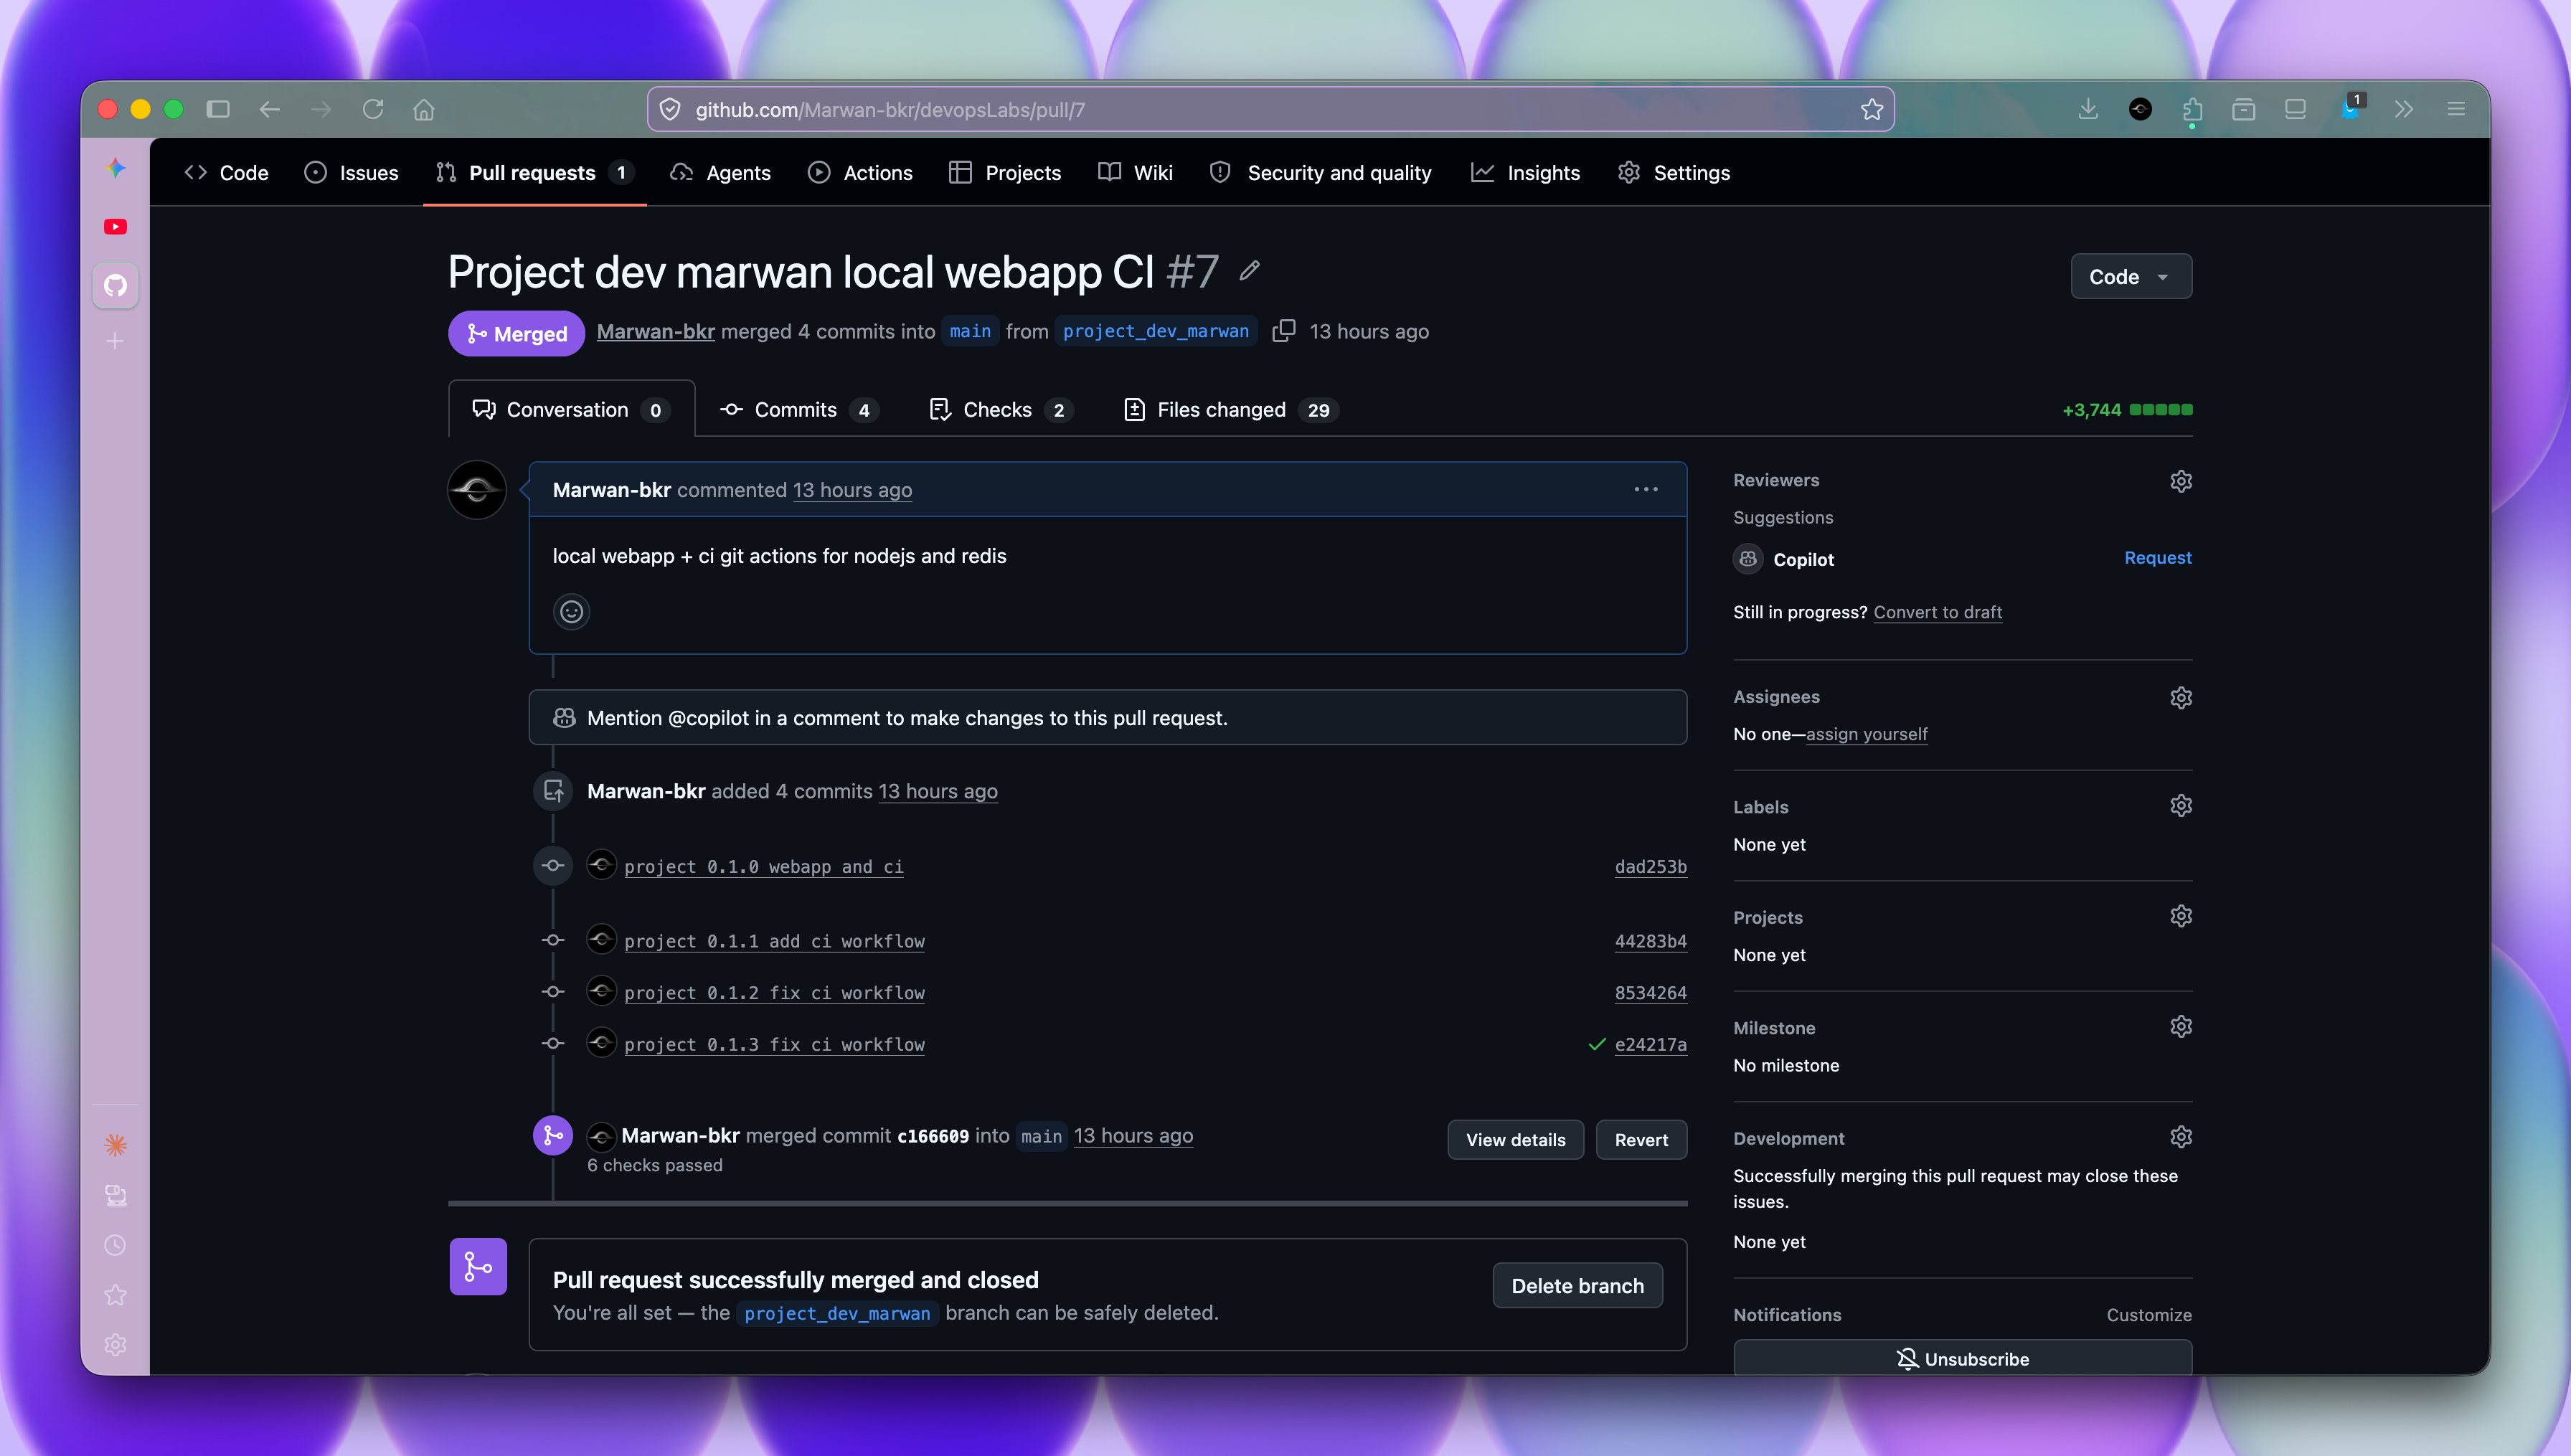 github.com/Marwan-bkr/devopsLabs/pull/7
1
Code Issues Pull requests 1 Agents Actions Projects Wiki Security and quality Insights Settings
Project dev marwan local webapp CI #7
Code
Merged Marwan-bkr merged 4 commits into main from project_dev_marwan 13 hours ago
Conversation 0 Commits 4 Checks 2 Files changed 29
+3,744
Marwan-bkr commented 13 hours ago
local webapp + ci git actions for nodejs and redis
Mention @copilot in a comment to make changes to this pull request.
Marwan-bkr added 4 commits 13 hours ago
project 0.1.0 webapp and ci dad253b
project 0.1.1 add ci workflow 44283b4
project 0.1.2 fix ci workflow 8534264
project 0.1.3 fix ci workflow e24217a
Marwan-bkr merged commit c166609 into main 13 hours ago
6 checks passed
View details Revert
Pull request successfully merged and closed
You're all set — the project_dev_marwan branch can be safely deleted.
Delete branch
Reviewers
Suggestions
Copilot Request
Still in progress? Convert to draft
Assignees
No one—assign yourself
Labels
None yet
Projects
None yet
Milestone
No milestone
Development
Successfully merging this pull request may close these
issues.
None yet
Notifications Customize
Unsubscribe